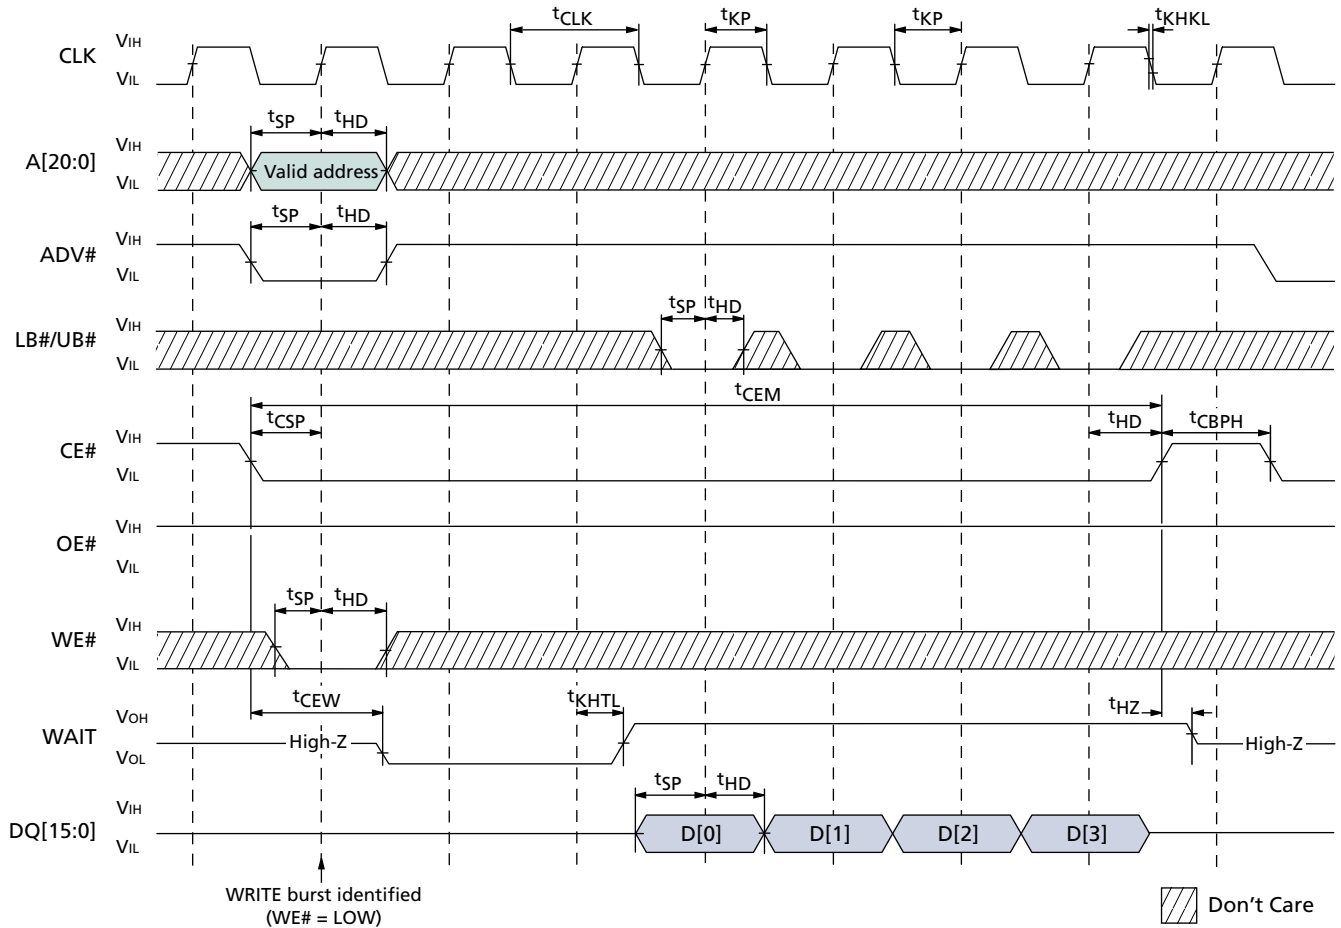 tCLK tKP tKP tKHKL
CLK VIH
VIL
tSP tHD
A[20:0] VIH
VIL
Valid address
tSP tHD
ADV# VIH
VIL
tSP tHD
LB#/UB# VIH
VIL
tCEM
tCSP tHD tCBPH
CE# VIH
VIL
OE# VIH
VIL
tSP tHD
WE# VIH
VIL
tCEW tKHTL tHZ
WAIT VOH
VOL
High-Z High-Z
tSP tHD
DQ[15:0] VIH
VIL
D[0] D[1] D[2] D[3]
WRITE burst identified
(WE# = LOW)
Don't Care